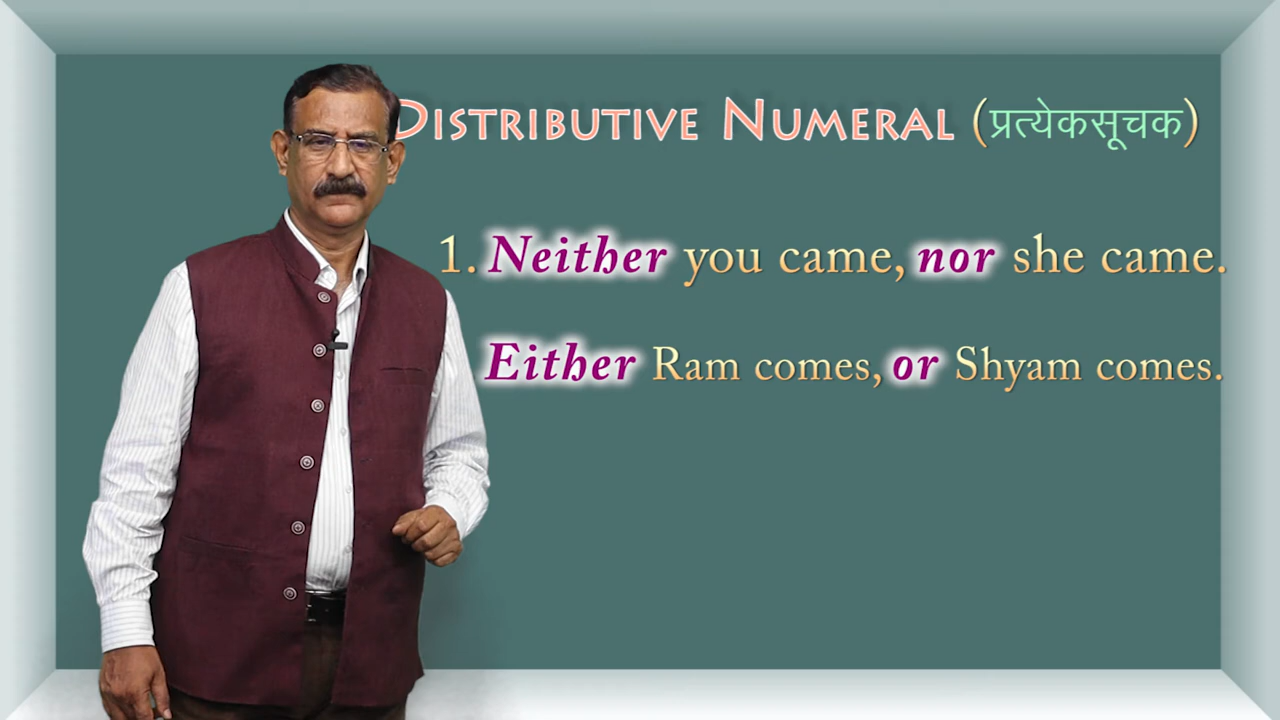 DISTRIBUTIVE NUMERAL (प्रत्येकसूचक)
1. Neither you came, nor she came.
Either Ram comes, or Shyam comes.